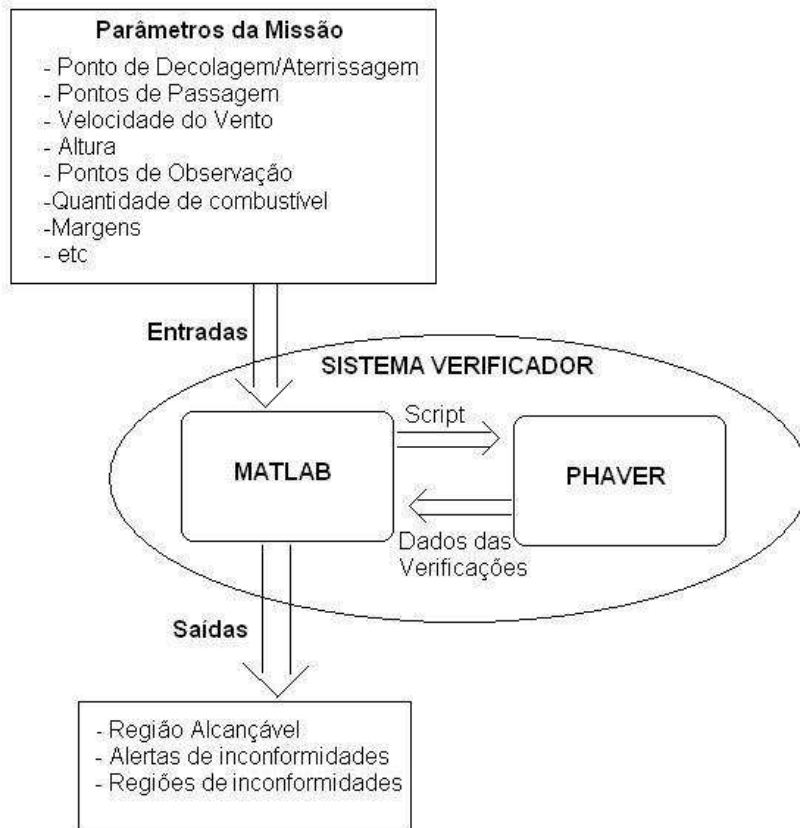 Parâmetros da Missão
- Ponto de Decolagem/Aterrissagem
- Pontos de Passagem
- Velocidade do Vento
- Altura
- Pontos de Observação
-Quantidade de combustível
-Margens
- etc
Entradas
SISTEMA VERIFICADOR
Script
MATLAB
PHAVER
Dados das
Verificações
Saídas
- Região Alcançável
- Alertas de inconformidades
- Regiões de inconformidades